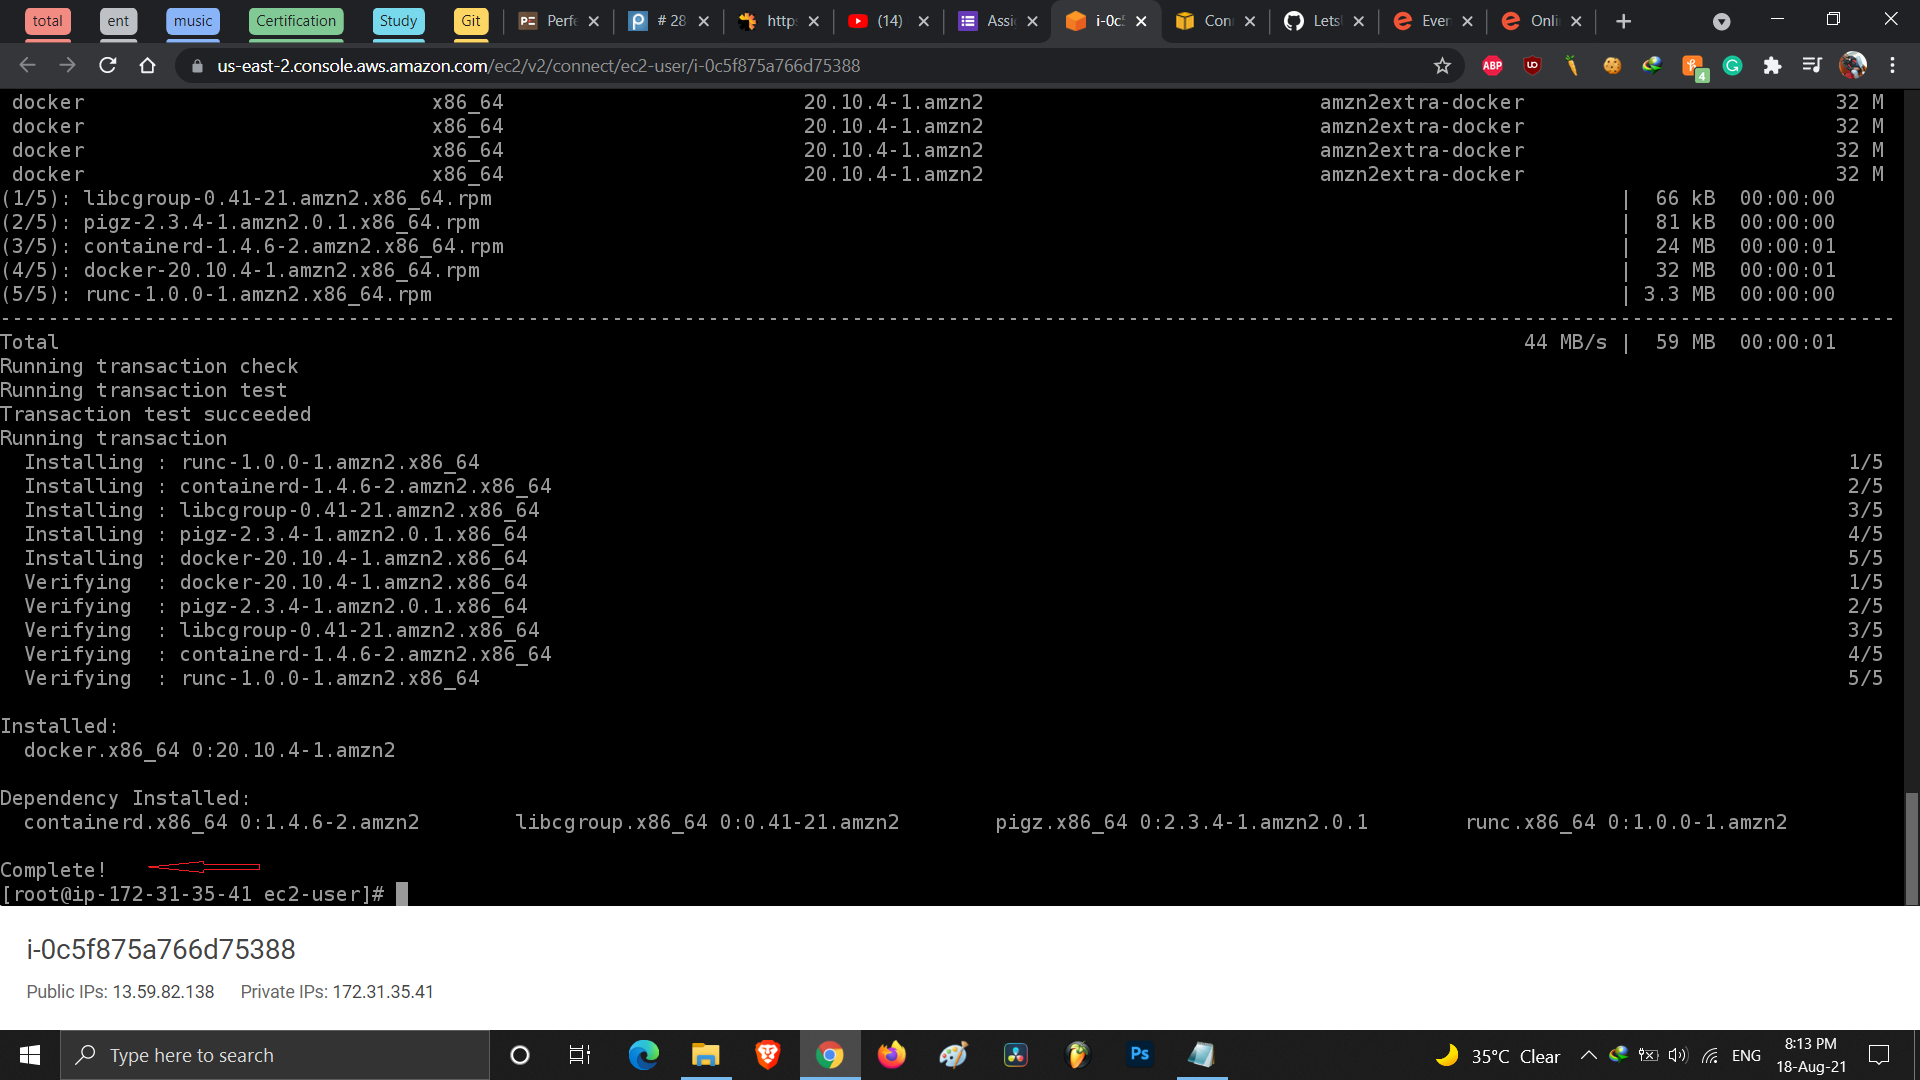 total ent music Certification Study Git Perfe # 28 http (14) Assi i-0c5 Conn Lets Even Onli
us-east-2.console.aws.amazon.com/ec2/v2/connect/ec2-user/i-0c5f875a766d75388 ABP UD 4
docker x86_64 20.10.4-1.amzn2 amzn2extra-docker 32 M
docker x86_64 20.10.4-1.amzn2 amzn2extra-docker 32 M
docker x86_64 20.10.4-1.amzn2 amzn2extra-docker 32 M
docker x86_64 20.10.4-1.amzn2 amzn2extra-docker 32 M
(1/5): libcgroup-0.41-21.amzn2.x86_64.rpm | 66 kB 00:00:00
(2/5): pigz-2.3.4-1.amzn2.0.1.x86_64.rpm | 81 kB 00:00:00
(3/5): containerd-1.4.6-2.amzn2.x86_64.rpm | 24 MB 00:00:01
(4/5): docker-20.10.4-1.amzn2.x86_64.rpm | 32 MB 00:00:01
(5/5): runc-1.0.0-1.amzn2.x86_64.rpm | 3.3 MB 00:00:00
Total 44 MB/s | 59 MB 00:00:01
Running transaction check
Running transaction test
Transaction test succeeded
Running transaction
Installing : runc-1.0.0-1.amzn2.x86_64 1/5
Installing : containerd-1.4.6-2.amzn2.x86_64 2/5
Installing : libcgroup-0.41-21.amzn2.x86_64 3/5
Installing : pigz-2.3.4-1.amzn2.0.1.x86_64 4/5
Installing : docker-20.10.4-1.amzn2.x86_64 5/5
Verifying : docker-20.10.4-1.amzn2.x86_64 1/5
Verifying : pigz-2.3.4-1.amzn2.0.1.x86_64 2/5
Verifying : libcgroup-0.41-21.amzn2.x86_64 3/5
Verifying : containerd-1.4.6-2.amzn2.x86_64 4/5
Verifying : runc-1.0.0-1.amzn2.x86_64 5/5
Installed:
docker.x86_64 0:20.10.4-1.amzn2
Dependency Installed:
containerd.x86_64 0:1.4.6-2.amzn2 libcgroup.x86_64 0:0.41-21.amzn2 pigz.x86_64 0:2.3.4-1.amzn2.0.1 runc.x86_64 0:1.0.0-1.amzn2
Complete!
[root@ip-172-31-35-41 ec2-user]#
i-0c5f875a766d75388
Public IPs: 13.59.82.138 Private IPs: 172.31.35.41
Type here to search Ps 35°C Clear ENG 8:13 PM
18-Aug-21